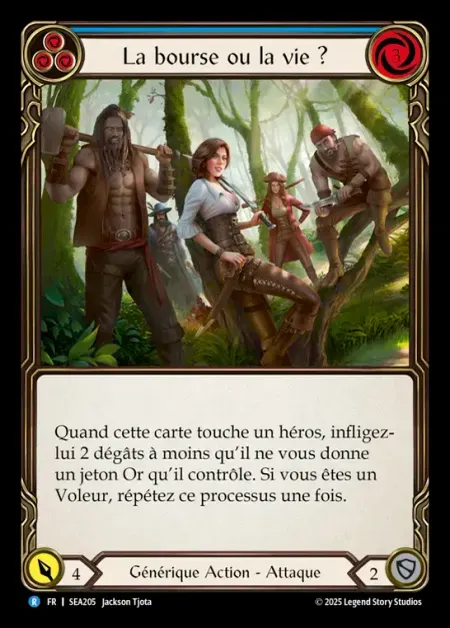 La bourse ou la vie ?
3
Quand cette carte touche un héros, infligez-
lui 2 dégâts à moins qu'il ne vous donne
un jeton Or qu'il contrôle. Si vous êtes un
Voleur, répétez ce processus une fois.
4
Générique Action - Attaque
2
R FR | SEA205 Jackson Tjota
© 2025 Legend Story Studios